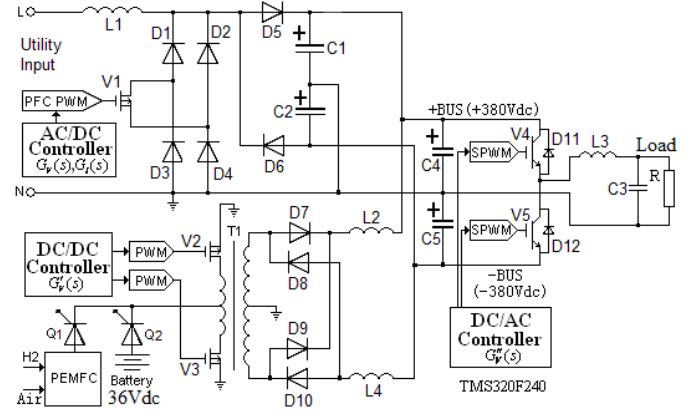 L
L1
D1
D2
D5
C1
Utility
Input
V1
PFC PWM
C2
AC/DC
Controller
Gv(s),Gi(s)
D3
D4
D6
N
+BUS(+380Vdc)
C4
SPWM
V4
D11
L3
Load
C3
R
C5
SPWM
V5
D12
-BUS
(-380Vdc)
DC/AC
Controller
G''v(s)
TMS320F240
DC/DC
Controller
G'v(s)
PWM
PWM
V2
V3
T1
D7
D8
D9
D10
L2
L4
Q1
Q2
H2
Air
PEMFC
Battery
36Vdc